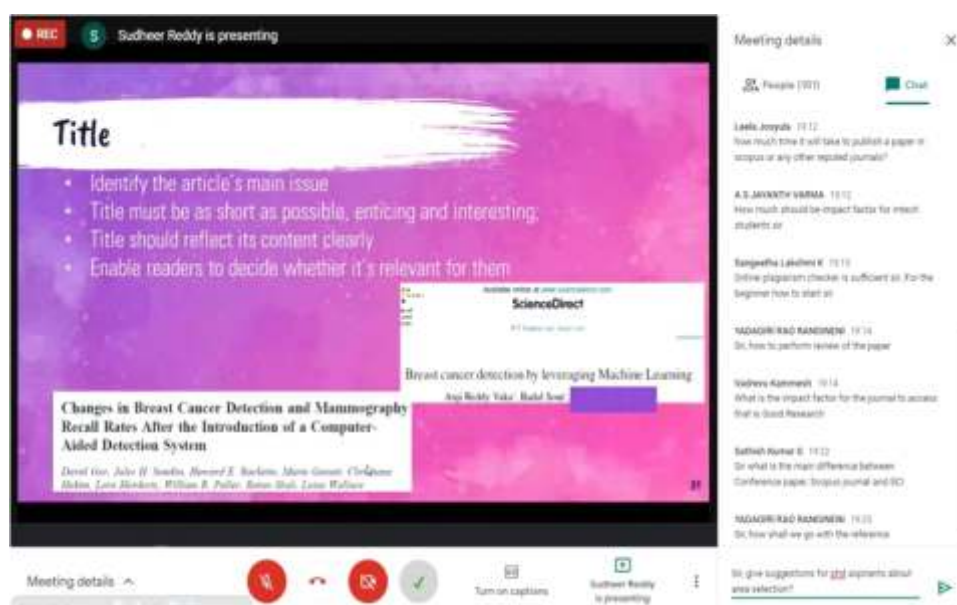 REC
S
Sudheer Reddy is presenting
Title
• Identify the article's main issue
• Title must be as short as possible, enticing and interesting;
• Title should reflect its content clearly
• Enable readers to decide whether it's relevant for them
ScienceDirect
Breast cancer detection by leveraging Machine Learning
Changes in Breast Cancer Detection and Mammography
Recall Rates After the Introduction of a Computer-
Aided Detection System
31
Meeting details
Turn on captions
Sudheer Reddy
is presenting
Meeting details
People
Chat
Leela Josyula 19:12
how much time it will take to publish a paper in
scopus or any other reputed journals?
A S JAYANTH VARMA 19:12
How much should be impact factor for mtech
students sir
Sangeetha Lakshmi K 19:13
Online plagiarism checker is sufficient sir. For the
beginner how to start sir
YADAGIRI RAO RANGINENI 19:14
Sir, how to perform review of the paper
Kammesh 19:14
What is the impact factor for the journal to access
that is Good Research
Sathish Kumar 19:22
Sir what is the main difference between
Conference paper, Scopus journal and SCI
YADAGIRI RAO RANGINENI 19:25
Sir, how shall we go with the reference
Sir, give suggestions for phd aspirants about
area selection?